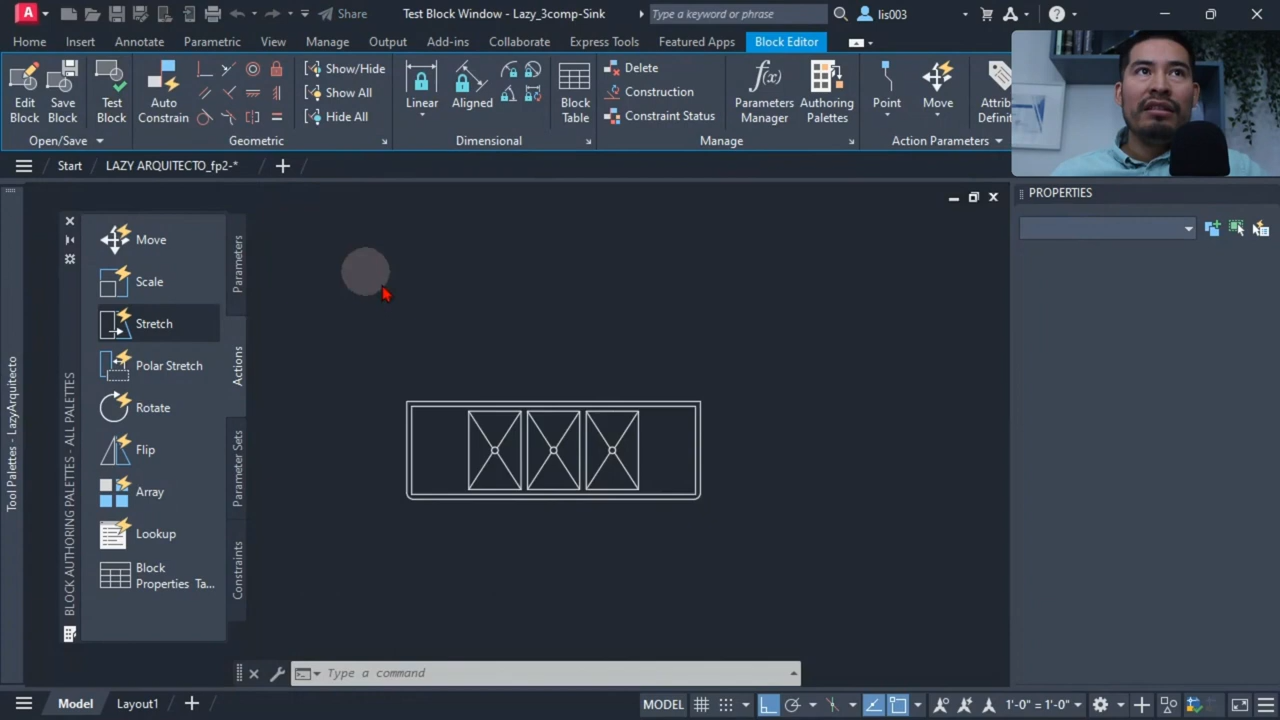 Share
Test Block Window - Lazy_3comp-Sink
Type a keyword or phrase
lis003
Home
Insert
Annotate
Parametric
View
Manage
Output
Add-ins
Collaborate
Express Tools
Featured Apps
Block Editor
Edit
Block
Save
Block
Test
Block
Auto
Constrain
Show/Hide
Show All
Hide All
Linear
Aligned
Block
Table
Delete
Construction
Constraint Status
f(x)
Parameters
Manager
Authoring
Palettes
Point
Move
Attrib
Defini
Open/Save
Geometric
Dimensional
Manage
Action Parameters
Start
LAZY ARQUITECTO_fp2-*
Tool Palettes - LazyArquitecto
BLOCK AUTHORING PALETTES - ALL PALETTES
Move
Scale
Stretch
Polar Stretch
Rotate
Flip
Array
Lookup
Block
Properties Ta...
Parameters
Actions
Parameter Sets
Constraints
PROPERTIES
Type a command
Model
Layout1
MODEL
1'-0" = 1'-0"